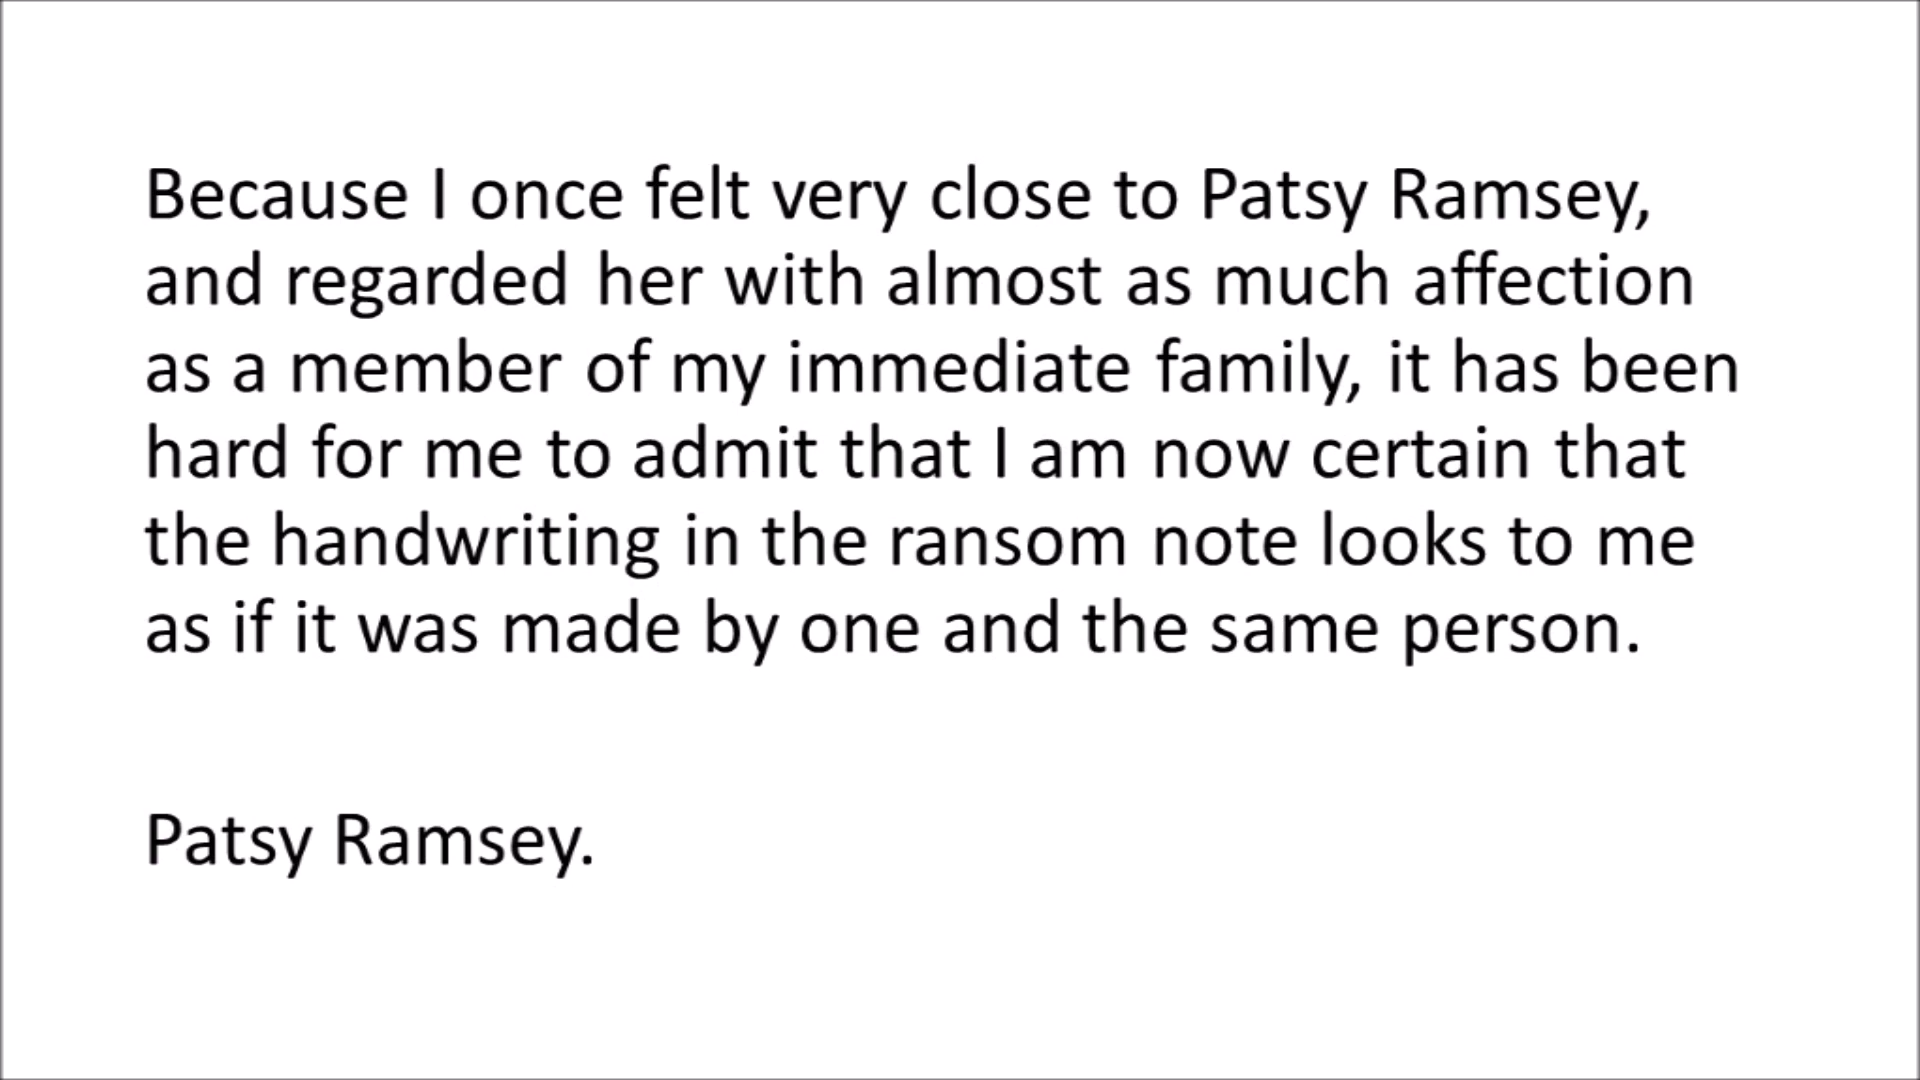 Because I once felt very close to Patsy Ramsey,
and regarded her with almost as much affection
as a member of my immediate family, it has been
hard for me to admit that I am now certain that
the handwriting in the ransom note looks to me
as if it was made by one and the same person.
Patsy Ramsey.